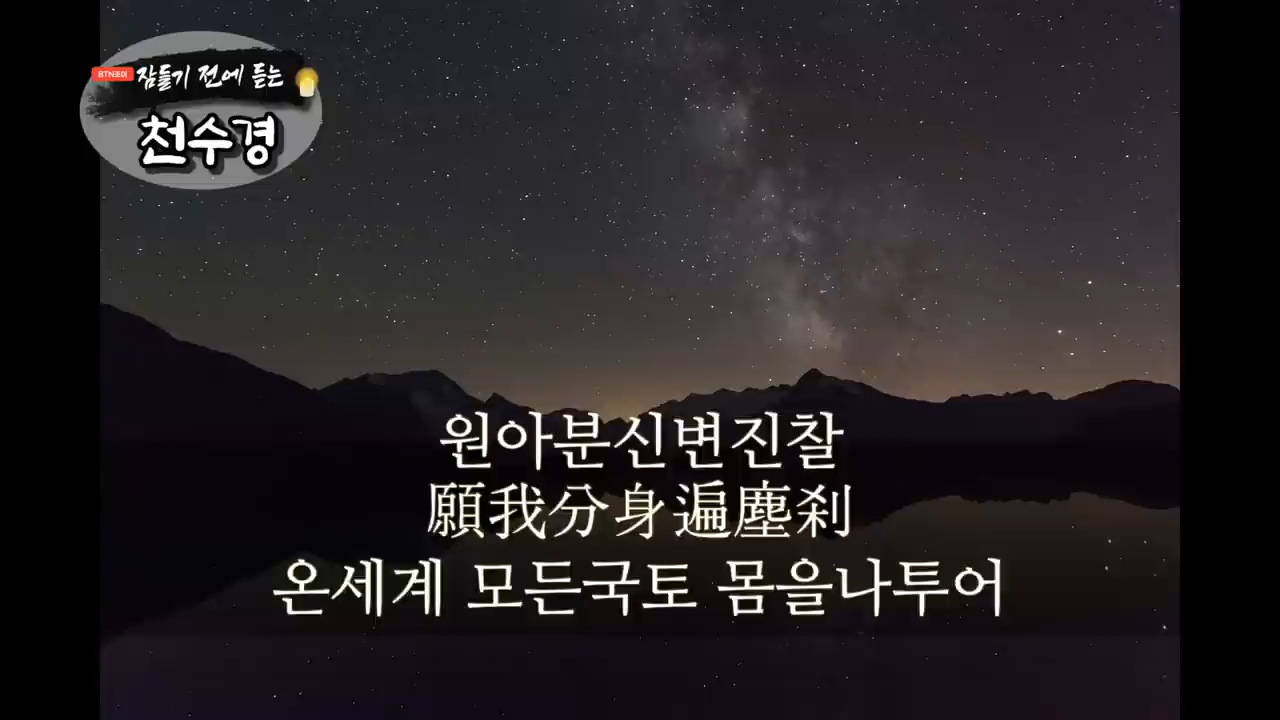 BTN로이
잠들기 전에 듣는
천수경
원아분신변진찰
願我分身遍塵刹
온세계 모든국토 몸을나투어